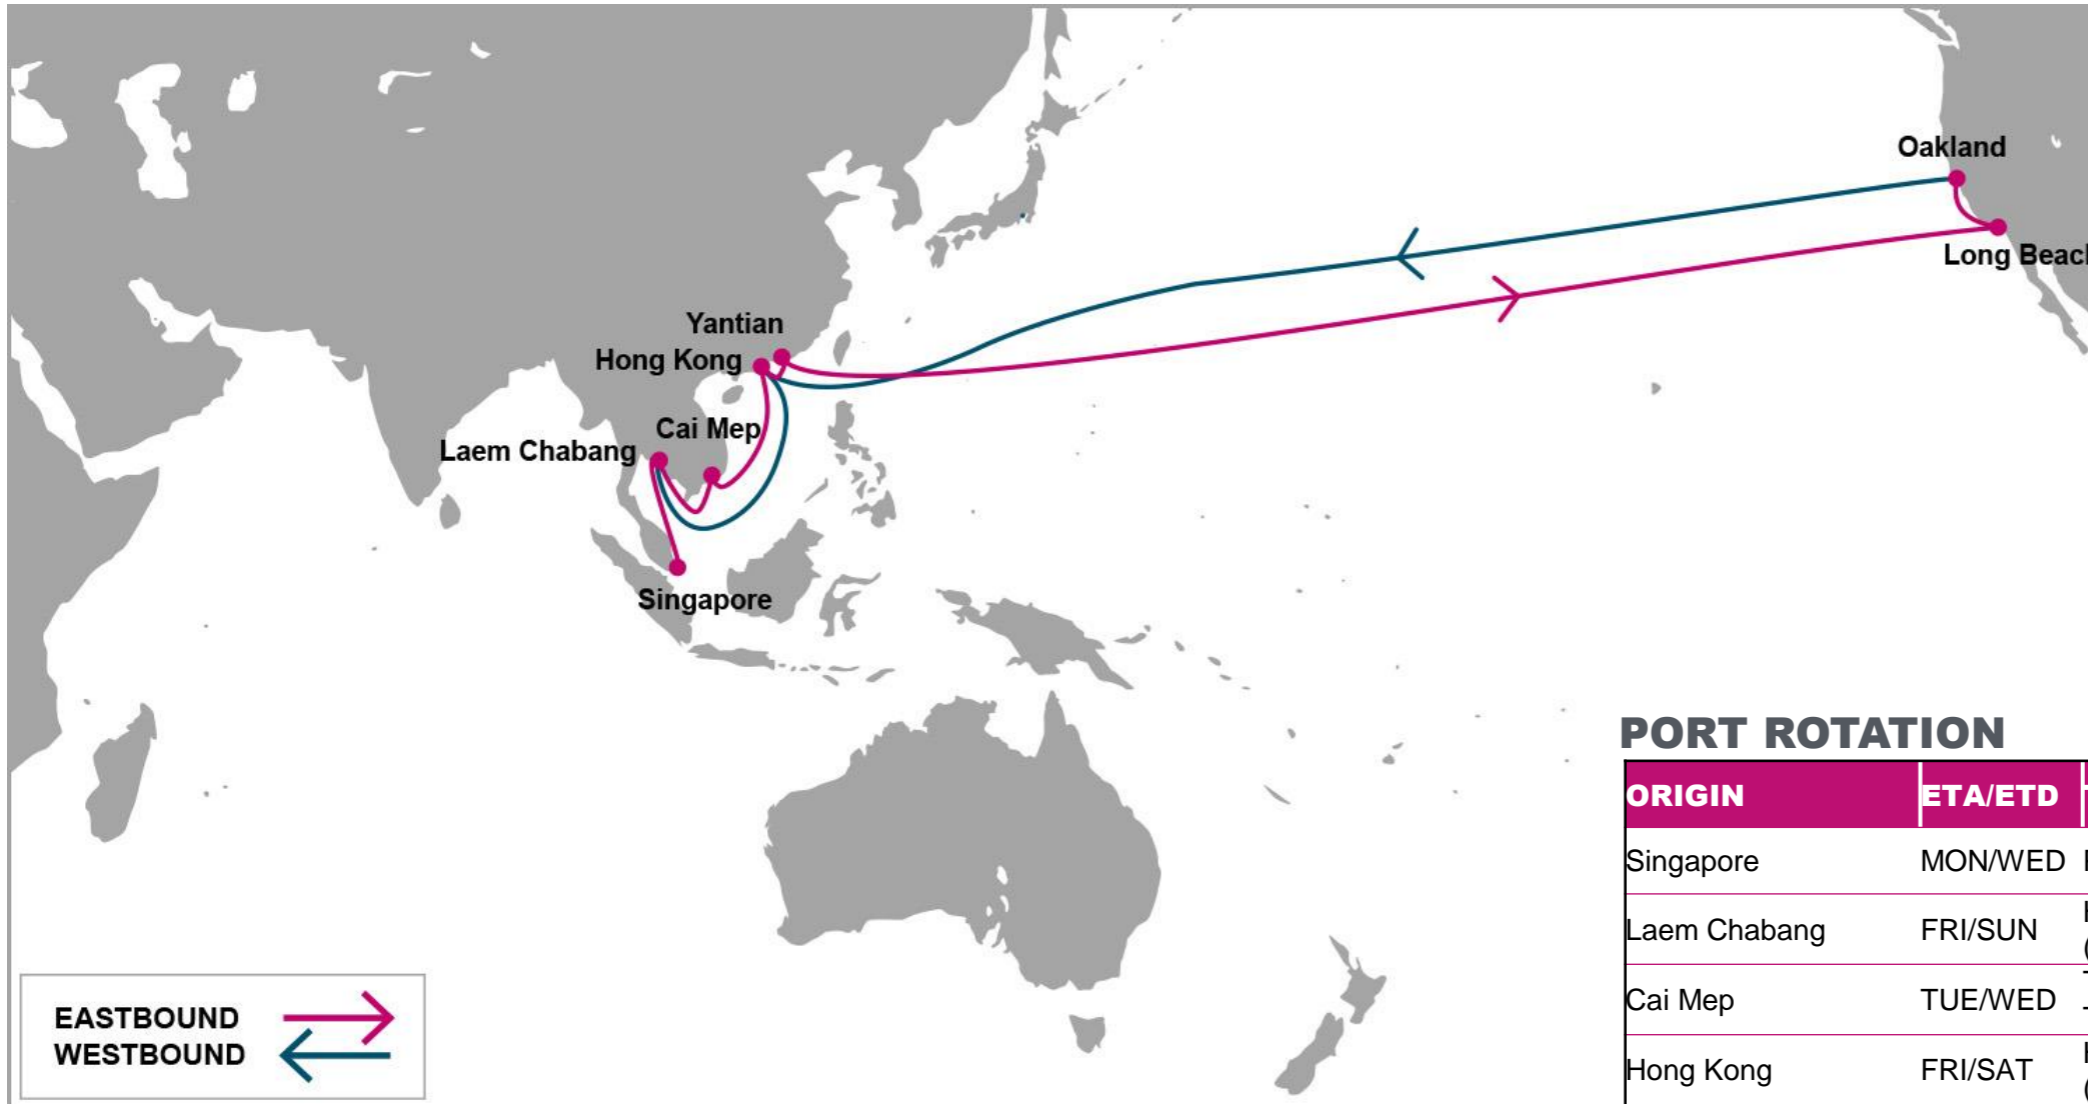 Oakland
Long Beach
Yantian
Hong Kong
Cai Mep
Laem Chabang
Singapore
PORT ROTATION
ORIGIN ETA/ETD
Singapore MON/WED
Laem Chabang FRI/SUN
Cai Mep TUE/WED
Hong Kong FRI/SAT
EASTBOUND
WESTBOUND